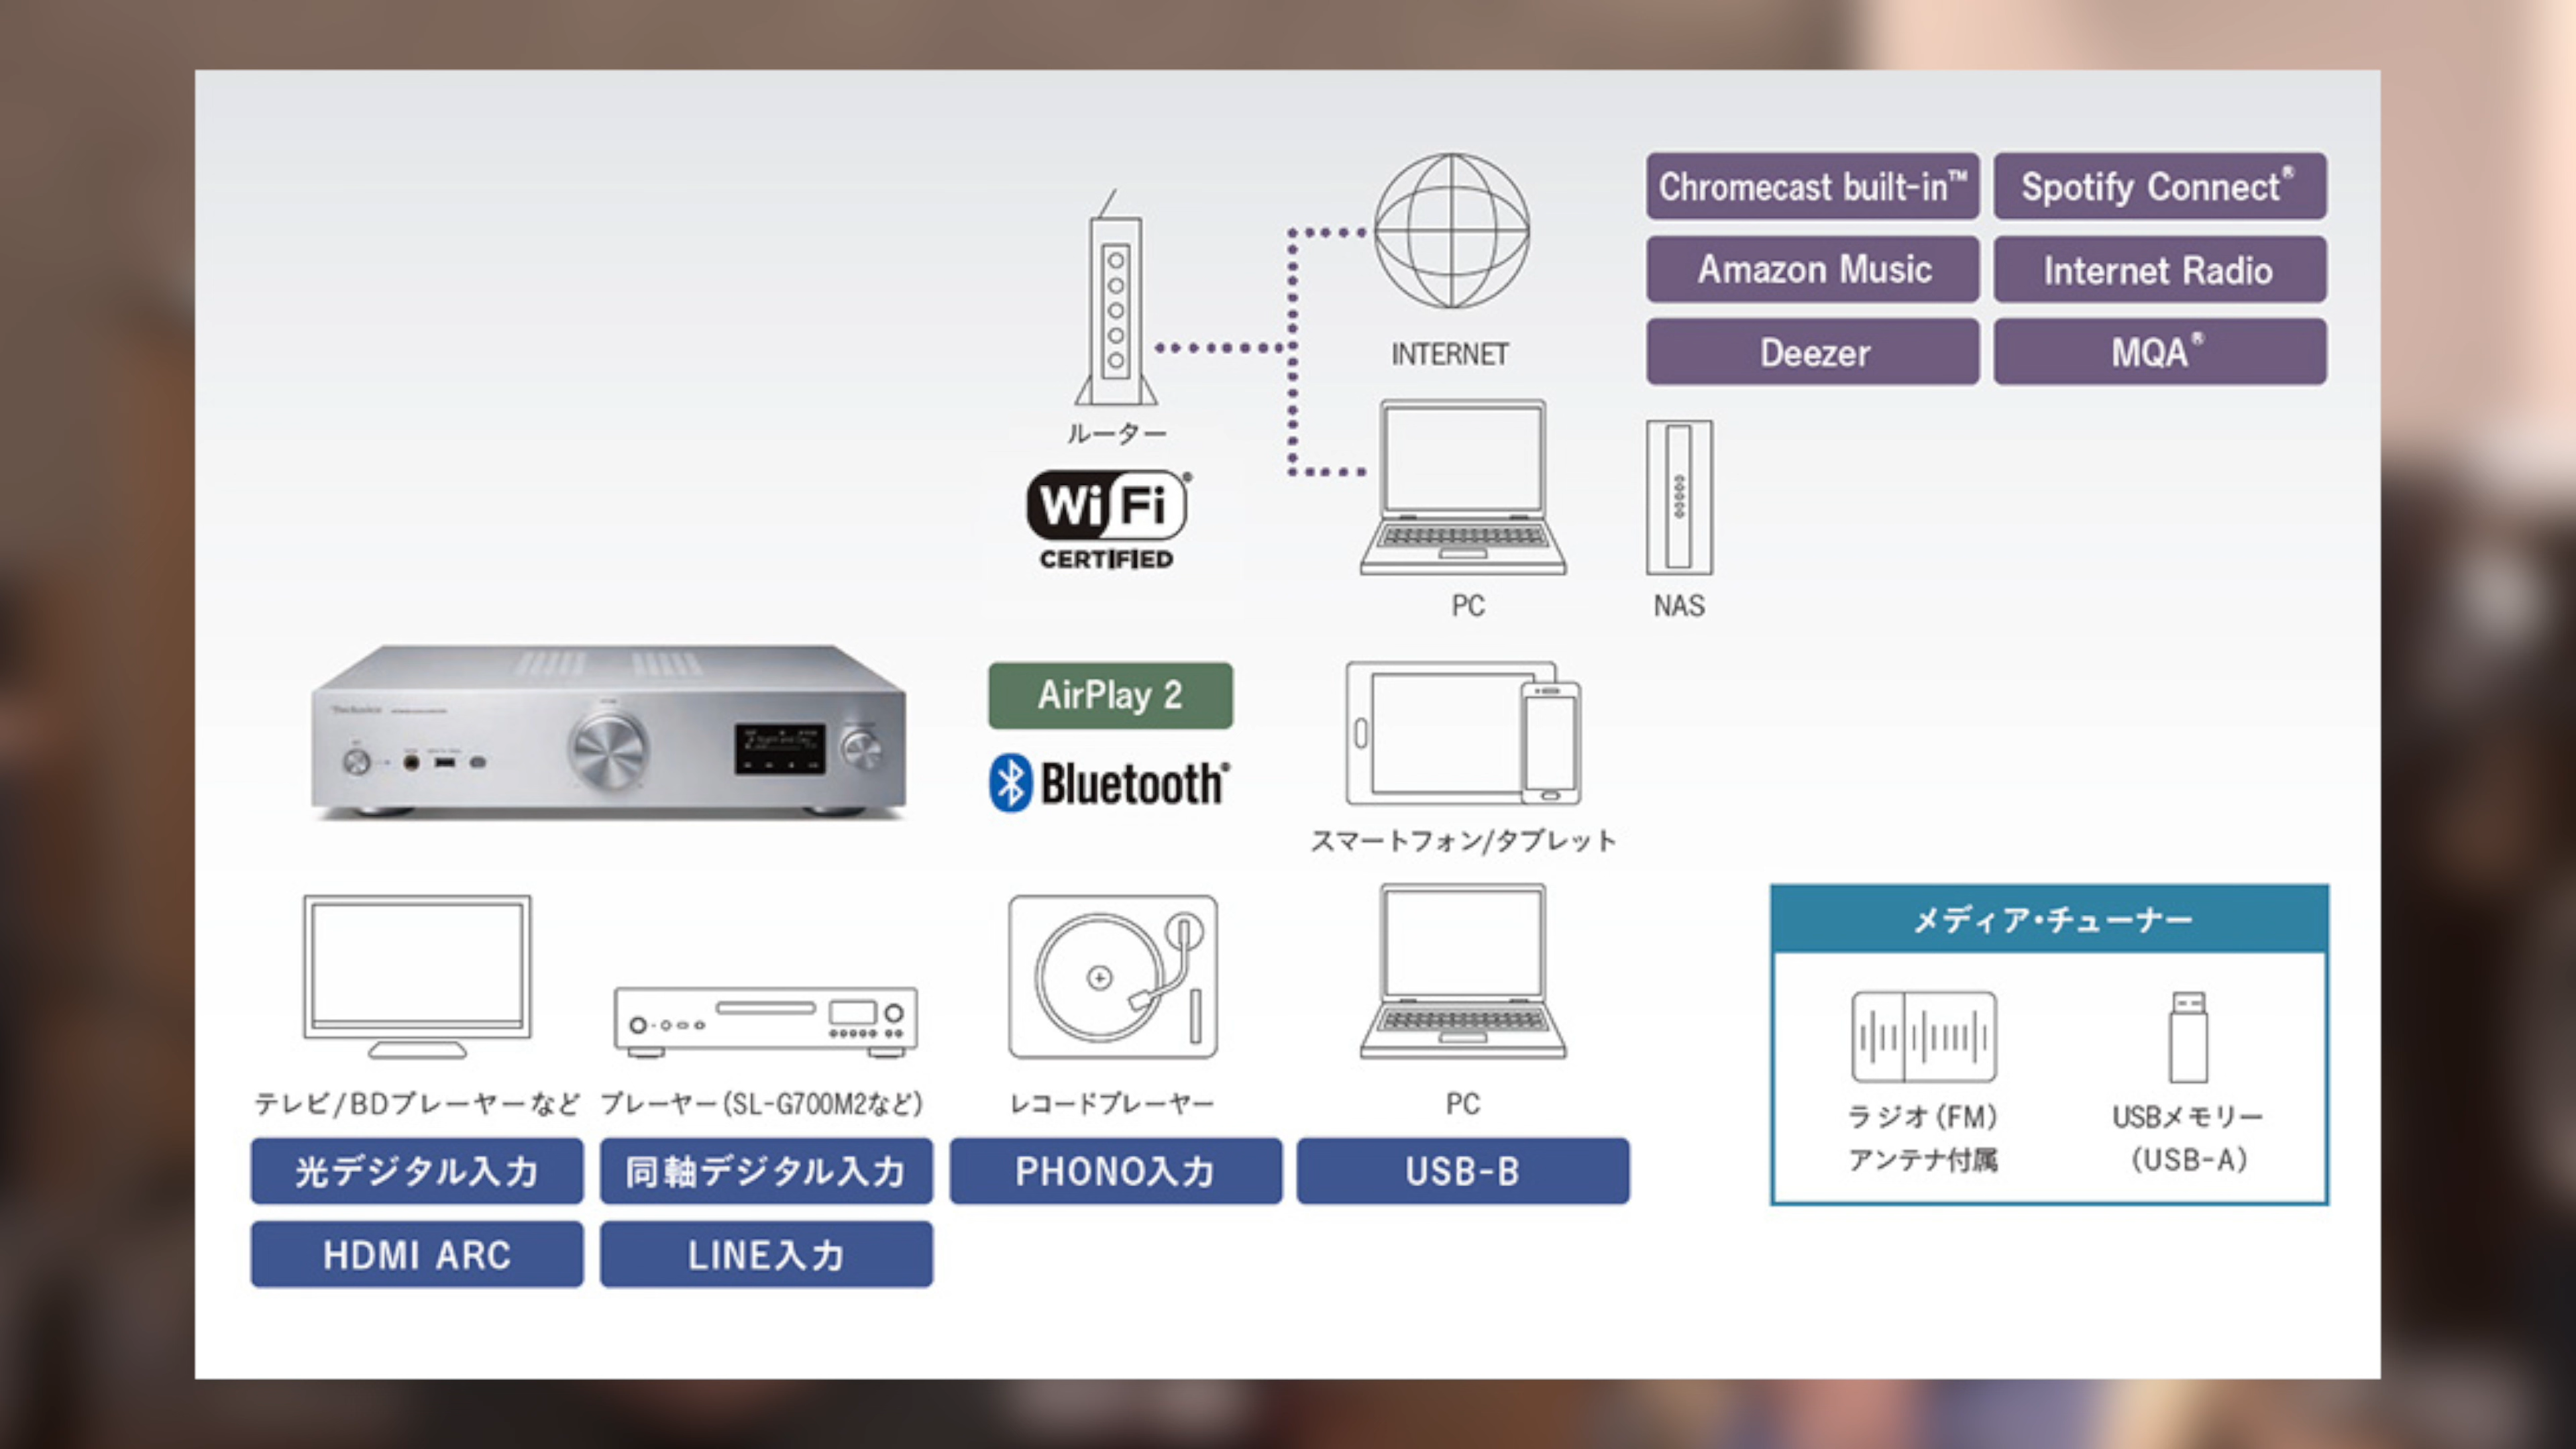 Chromecast built-in™
Spotify Connect®
Amazon Music
Internet Radio
Deezer
MQA®
INTERNET
ルーター
Wi Fi®
CERTIFIED
PC
NAS
Technics
AirPlay 2
Bluetooth®
スマートフォン/タブレット
テレビ/BDプレーヤーなど
プレーヤー(SL-G700M2など)
レコードプレーヤー
PC
光デジタル入力
同軸デジタル入力
PHONO入力
USB-B
HDMI ARC
LINE入力
メディア・チューナー
ラジオ(FM)
アンテナ付属
USBメモリー
(USB-A)